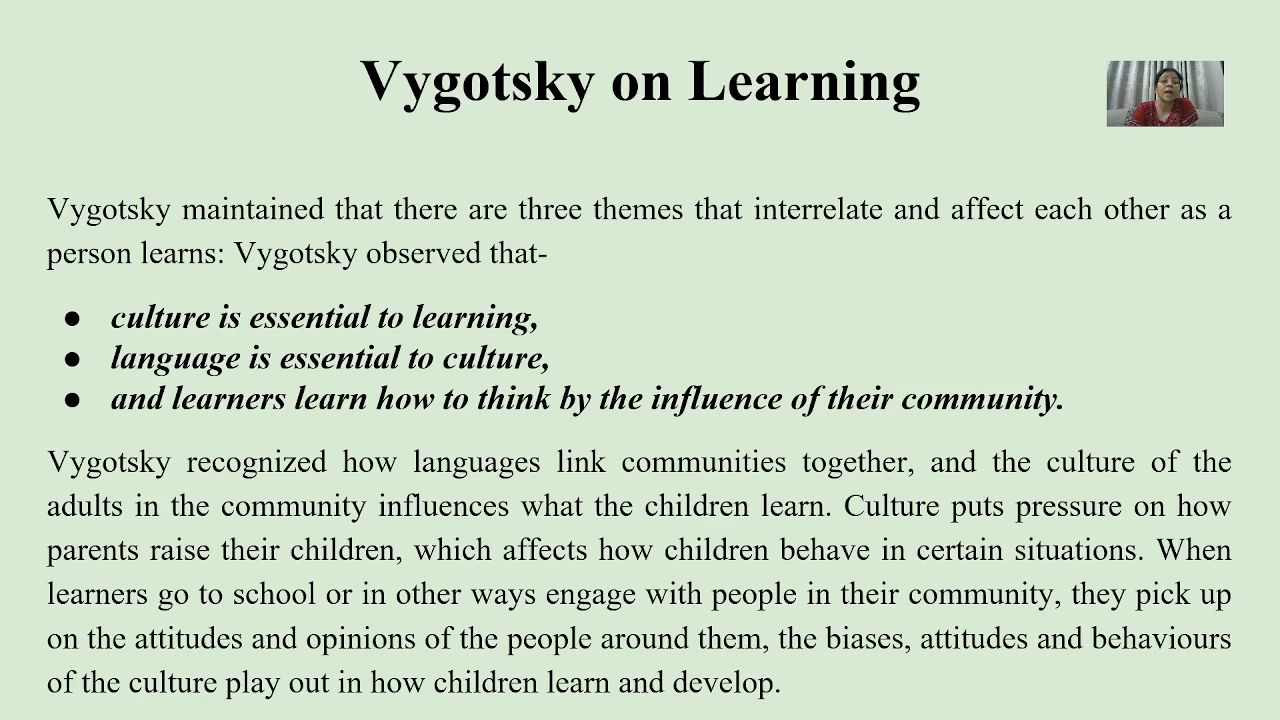 Vygotsky on Learning
Vygotsky maintained that there are three themes that interrelate and affect each other as a
person learns: Vygotsky observed that-
● culture is essential to learning,
● language is essential to culture,
● and learners learn how to think by the influence of their community.
Vygotsky recognized how languages link communities together, and the culture of the
adults in the community influences what the children learn. Culture puts pressure on how
parents raise their children, which affects how children behave in certain situations. When
learners go to school or in other ways engage with people in their community, they pick up
on the attitudes and opinions of the people around them, the biases, attitudes and behaviours
of the culture play out in how children learn and develop.